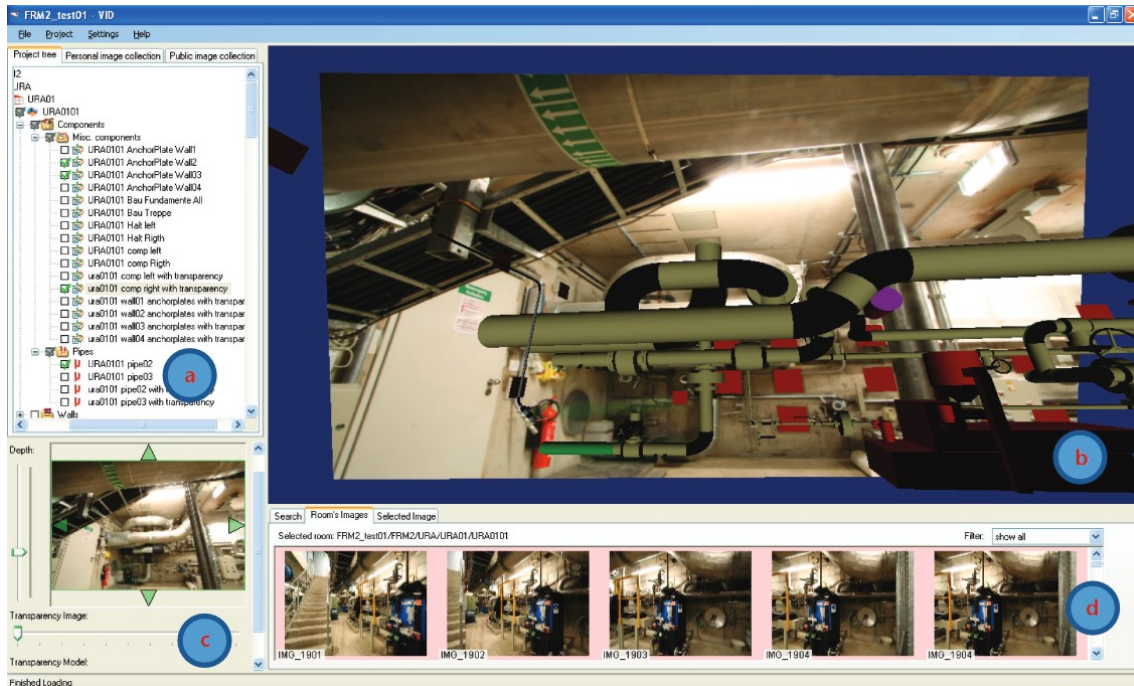 FRM2_test01 - VID
File Project Settings Help
Project tree Personal image collection Public image collection
I2
URA
URA01
URA0101
Components
Misc. components
URA0101 AnchorPlate Wall1
URA0101 AnchorPlate Wall2
URA0101 AnchorPlate Wall03
URA0101 AnchorPlate Wall04
URA0101 Bau Fundamente All
URA0101 Bau Treppe
URA0101 Halt left
URA0101 Halt Rigth
URA0101 comp left
URA0101 comp Rigth
ura0101 comp left with transparency
ura0101 comp right with transparency
ura0101 wall01 anchorplates with transpar
ura0101 wall02 anchorplates with transpar
ura0101 wall03 anchorplates with transpar
ura0101 wall04 anchorplates with transpar
Pipes
URA0101 pipe02
URA0101 pipe03
ura0101 pipe02 with
ura0101 pipe03 with transparency
Walls
a
b
Depth:
Transparency Image:
c
Transparency Model:
Search Room's Images Selected Image
Selected room: FRM2_test01/FRM2/URA/URA01/URA0101 Filter: show all
IMG_1901 IMG_1902 IMG_1903 IMG_1904 IMG_1904
d
Finished Loading